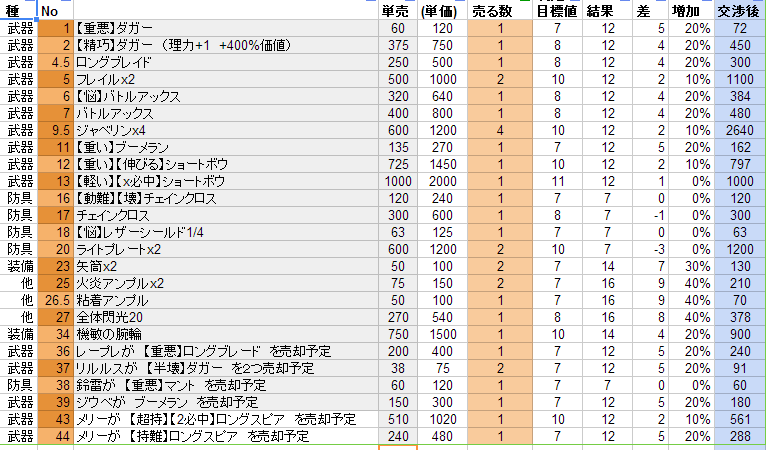 種 No 単売 (単価) 売る数 目標値 結果 差 増加 交渉後
武器 1 【重悪】ダガー 60 120 1 7 12 5 20% 72
武器 2 【精巧】ダガー （理力+1 +400%価値） 375 750 1 8 12 4 20% 450
武器 4.5 ロングブレイド 250 500 1 8 12 4 20% 300
武器 5 フレイルx2 500 1000 2 10 12 2 10% 1100
武器 6 【悩】バトルアックス 320 640 1 8 12 4 20% 384
武器 7 バトルアックス 400 800 1 8 12 4 20% 480
武器 9.5 ジャベリンx4 600 1200 4 10 12 2 10% 2640
武器 11 【重い】ブーメラン 135 270 1 7 12 5 20% 162
武器 12 【重い】【伸びる】ショートボウ 725 1450 1 10 12 2 10% 797
武器 13 【軽い】【x必中】ショートボウ 1000 2000 1 11 12 1 0% 1000
防具 16 【動難】【壊】チェインクロス 120 240 1 7 7 0 0% 120
防具 17 チェインクロス 300 600 1 8 7 -1 0% 300
防具 18 【悩】レザーシールド1/4 63 125 1 7 7 0 0% 63
防具 20 ライトプレートx2 600 1200 2 10 7 -3 0% 1200
装備 23 矢筒x2 50 100 2 7 14 7 30% 130
他 25 火炎アンプルx2 75 150 2 7 16 9 40% 210
他 26.5 粘着アンプル 50 100 1 7 16 9 40% 70
他 27 全体閃光20 270 540 1 8 16 8 40% 378
装備 34 機敏の腕輪 750 1500 1 10 14 4 20% 900
武器 36 レープレが 【重悪】ロングブレード を売却予定 200 400 1 7 12 5 20% 240
武器 37 リルルスが 【半壊】ダガー を2つ売却予定 38 75 2 7 12 5 20% 91
防具 38 鈴雷が 【重悪】マント を売却予定 60 120 1 7 7 0 0% 60
武器 39 ジウベが ブーメラン を売却予定 150 300 1 7 12 5 20% 180
武器 43 メリーが 【超持】【2必中】ロングスピア を売却予定 510 1020 1 10 12 2 10% 561
武器 44 メリーが 【持難】ロングスピア を売却予定 240 480 1 7 12 5 20% 288